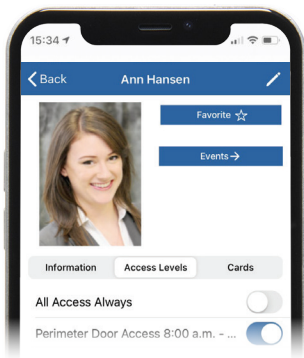 15:34
Back Ann Hansen
Favorite
Events
Information Access Levels Cards
All Access Always
Perimeter Door Access 8:00 a.m. - ...